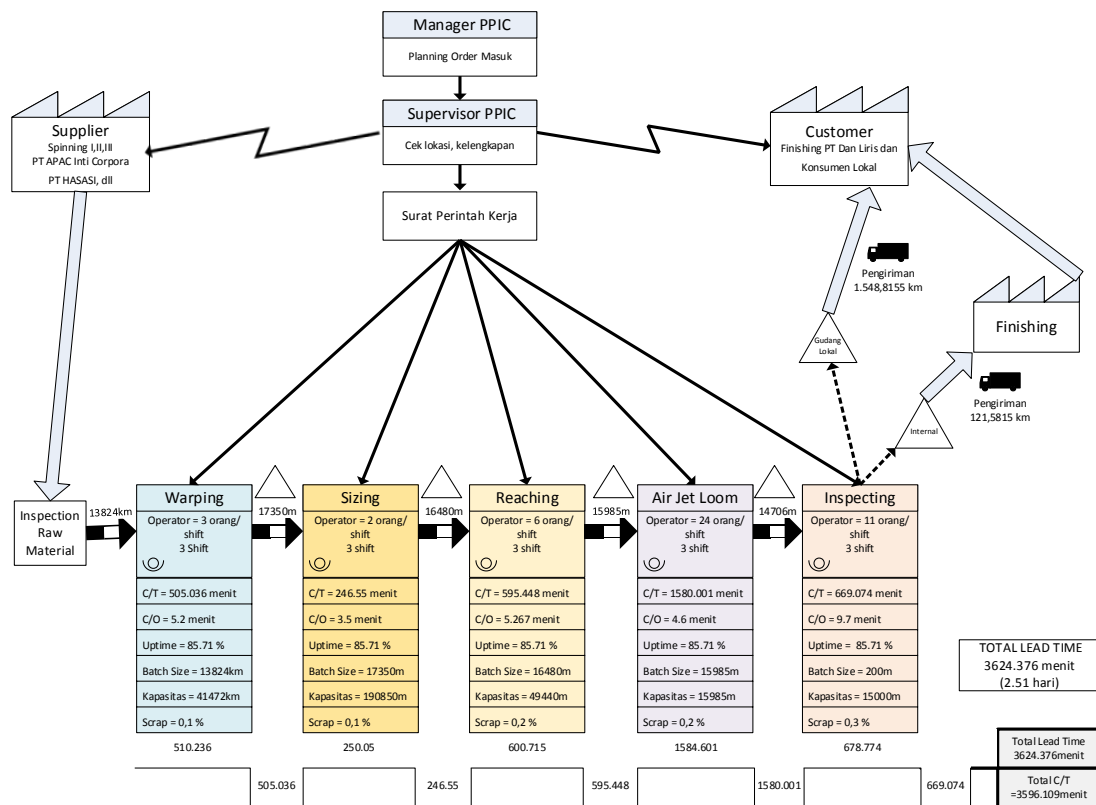 Manager PPIC
Planning Order Masuk
Supervisor PPIC
Cek lokasi, kelengkapan
Surat Perintah Kerja
Supplier
Spinning I,II,III
PT APAC Inti Corpora
PT HASASI, dll
Customer
Finishing PT Dan Liris dan
Konsumen Lokal
Pengiriman
1.548,8155 km
Gudang
Lokal
Finishing
Pengiriman
121,5815 km
Internal
Inspection
Raw
Material
13824km
Warping
Operator = 3 orang/
shift
3 Shift
C/T = 505.036 menit
C/O = 5.2 menit
Uptime = 85.71 %
Batch Size = 13824km
Kapasitas = 41472km
Scrap = 0,1 %
17350m
Sizing
Operator = 2 orang/
shift
3 shift
C/T = 246.55 menit
C/O = 3.5 menit
Uptime = 85.71 %
Batch Size = 17350m
Kapasitas = 190850m
Scrap = 0,1 %
16480m
Reaching
Operator = 6 orang/
shift
3 shift
C/T = 595.448 menit
C/O = 5.267 menit
Uptime = 85.71 %
Batch Size = 16480m
Kapasitas = 49440m
Scrap = 0,2 %
15985m
Air Jet Loom
Operator = 24 orang/
shift
3 shift
C/T = 1580.001 menit
C/O = 4.6 menit
Uptime = 85.71 %
Batch Size = 15985m
Kapasitas = 15985m
Scrap = 0,2 %
14706m
Inspecting
Operator = 11 orang/
shift
3 shift
C/T = 669.074 menit
C/O = 9.7 menit
Uptime = 85.71 %
Batch Size = 200m
Kapasitas = 15000m
Scrap = 0,3 %
TOTAL LEAD TIME
3624.376 menit
(2.51 hari)
510.236
250.05
600.715
1584.601
678.774
505.036
246.55
595.448
1580.001
669.074
Total Lead Time
3624.376menit
Total C/T
=3596.109menit